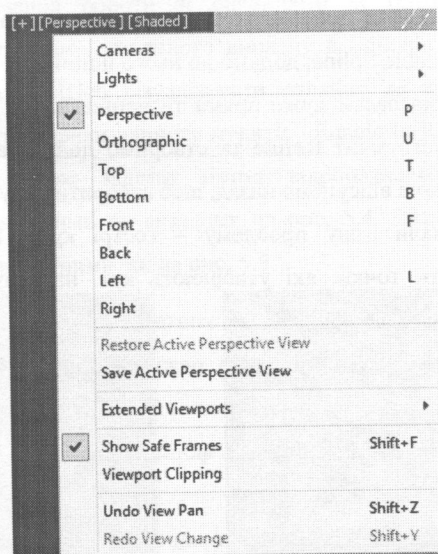 [+][Perspective][Shaded]
Cameras
Lights
Perspective P
Orthographic U
Top T
Bottom B
Front F
Back
Left L
Right
Restore Active Perspective View
Save Active Perspective View
Extended Viewports
Show Safe Frames Shift+F
Viewport Clipping
Undo View Pan Shift+Z
Redo View Change Shift+Y